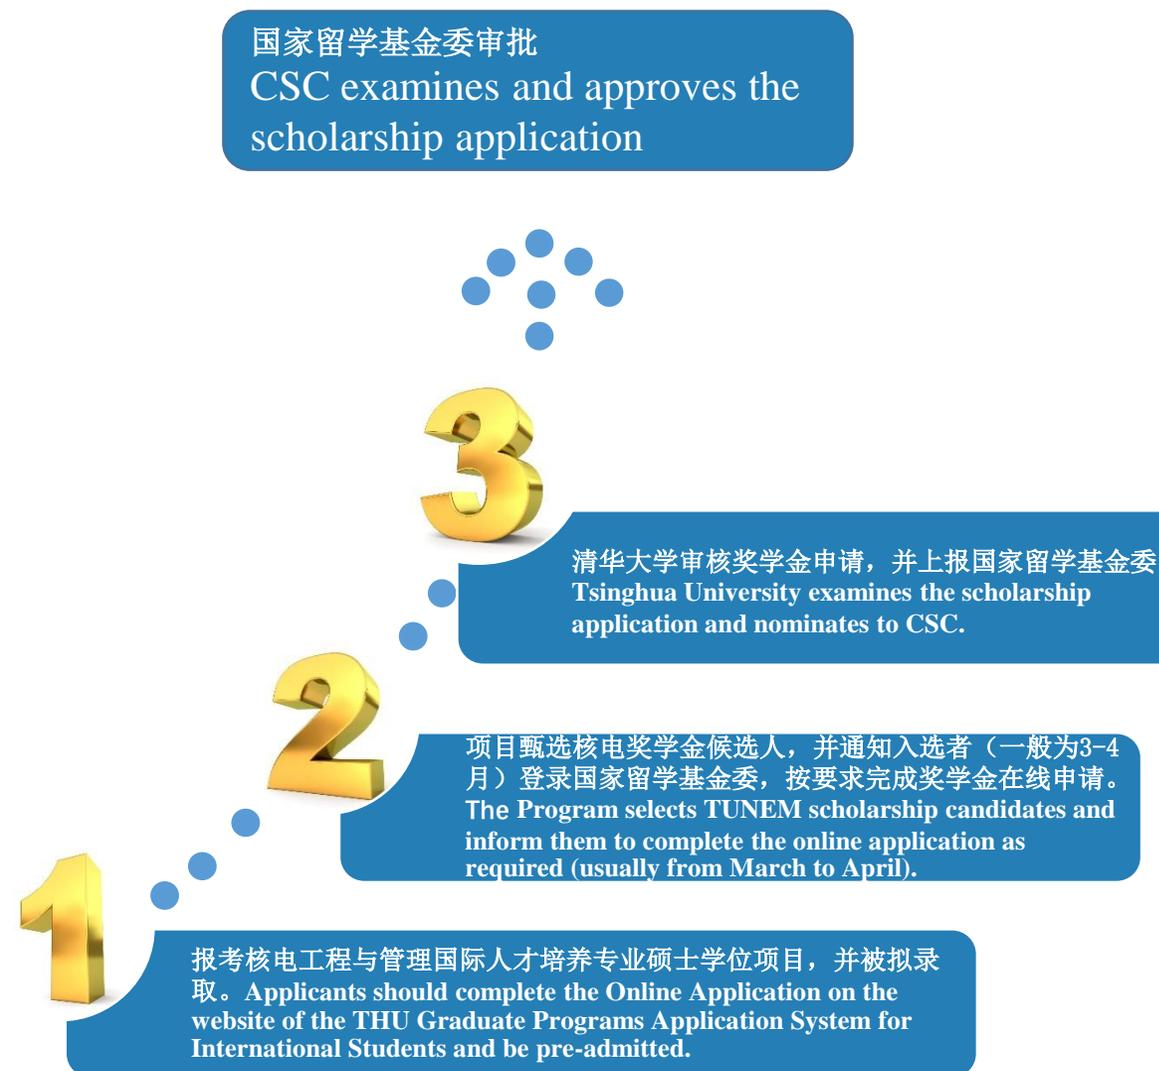 国家留学基金委审批
CSC examines and approves the
scholarship application
3
清华大学审核奖学金申请，并上报国家留学基金委
Tsinghua University examines the scholarship
application and nominates to CSC.
2
项目甄选核电奖学金候选人，并通知入选者（一般为3-4
月）登录国家留学基金委，按要求完成奖学金在线申请。
The Program selects TUNEM scholarship candidates and
inform them to complete the online application as
required (usually from March to April).
1
报考核电工程与管理国际人才培养专业硕士学位项目，并被拟录
取。Applicants should complete the Online Application on the
website of the THU Graduate Programs Application System for
International Students and be pre-admitted.